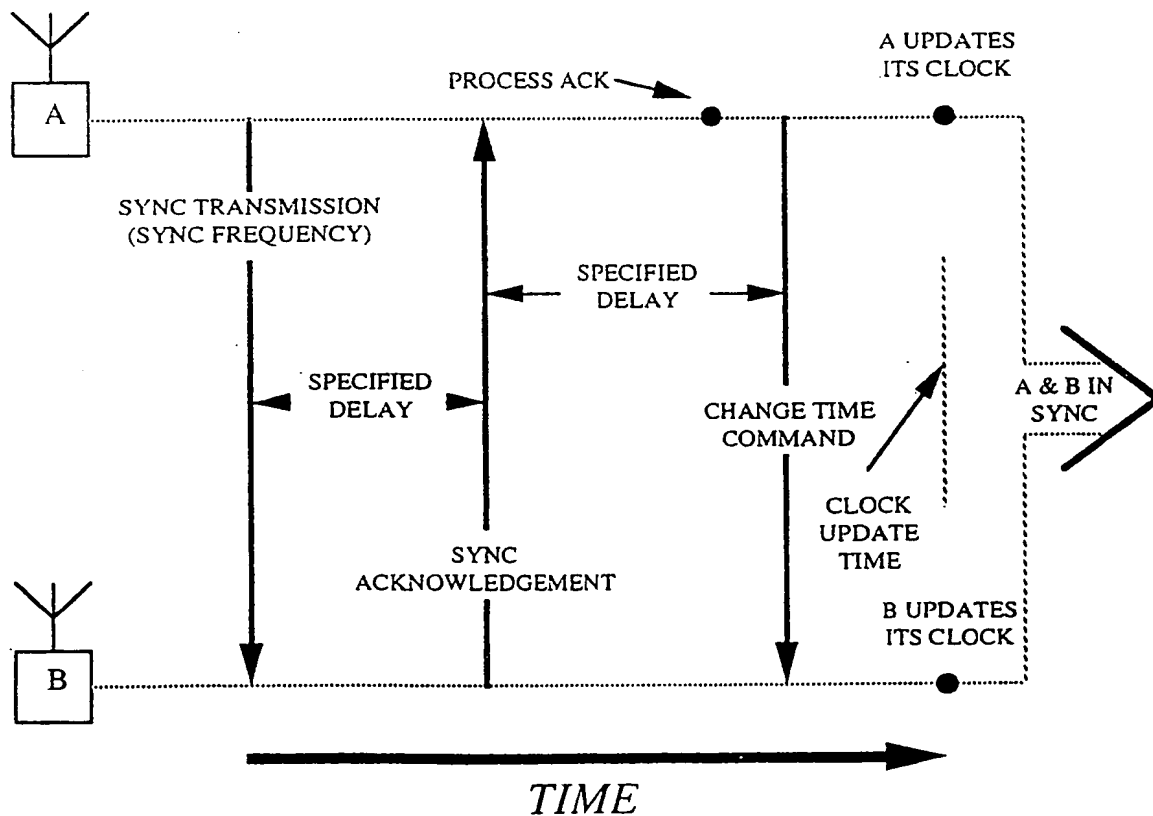 A UPDATES
ITS CLOCK
PROCESS ACK
A
SYNC TRANSMISSION
(SYNC FREQUENCY)
SPECIFIED
DELAY
SPECIFIED
DELAY
A & B IN
SYNC
CHANGE TIME
COMMAND
CLOCK
UPDATE
TIME
SYNC
ACKNOWLEDGEMENT
B UPDATES
ITS CLOCK
B
TIME